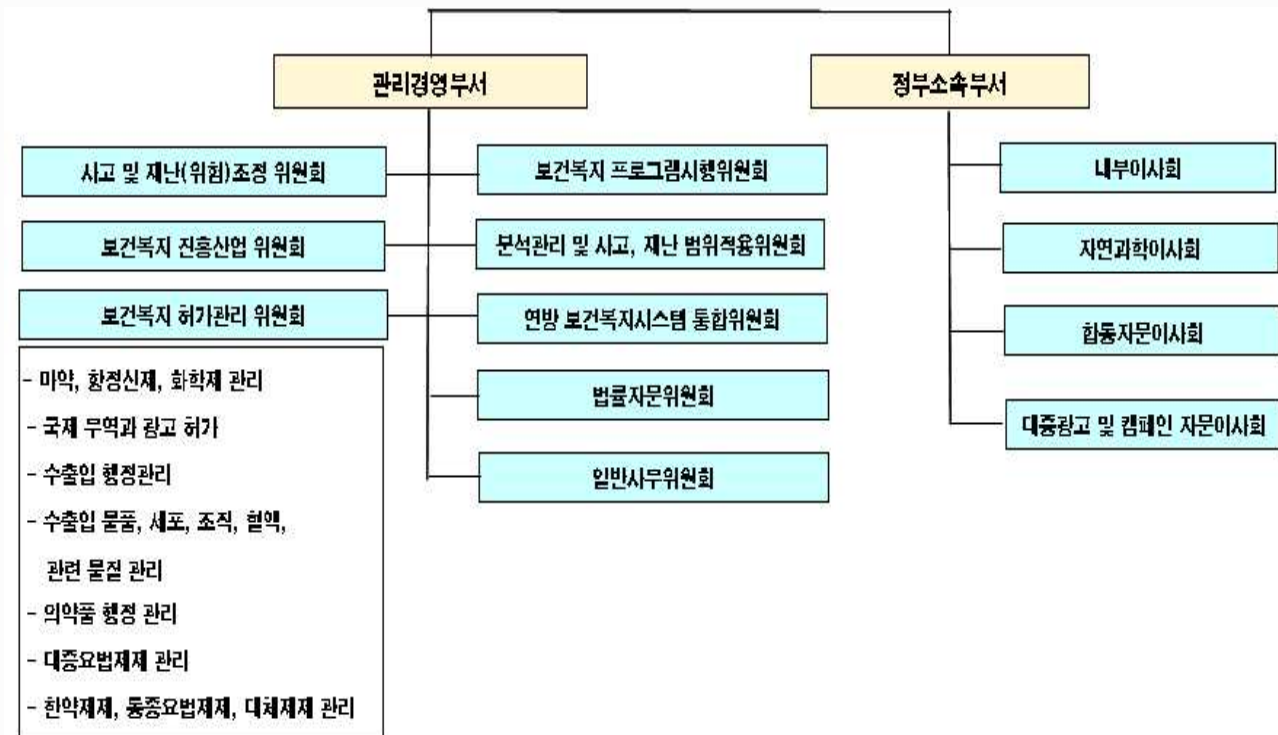 관리경영부서
정부소속부서
사고 및 재난(위험)조정 위원회
보건복지 프로그램시행위원회
내부이사회
보건복지 진흥산업 위원회
분석관리 및 사고, 재난 범위적용위원회
자연과학이사회
보건복지 허가관리 위원회
연방 보건복지시스템 통합위원회
합동자문이사회
- 마약, 항정신제, 화학제 관리
법률자문위원회
- 국제 무역과 광고 허가
대중광고 및 캠페인 자문이사회
- 수출입 행정관리
일반사무위원회
- 수출입 물품, 세포, 조직, 혈액,
관련 물질 관리
- 의약품 행정 관리
- 대증요법제제 관리
- 한약제제, 동종요법제제, 대체제제 관리